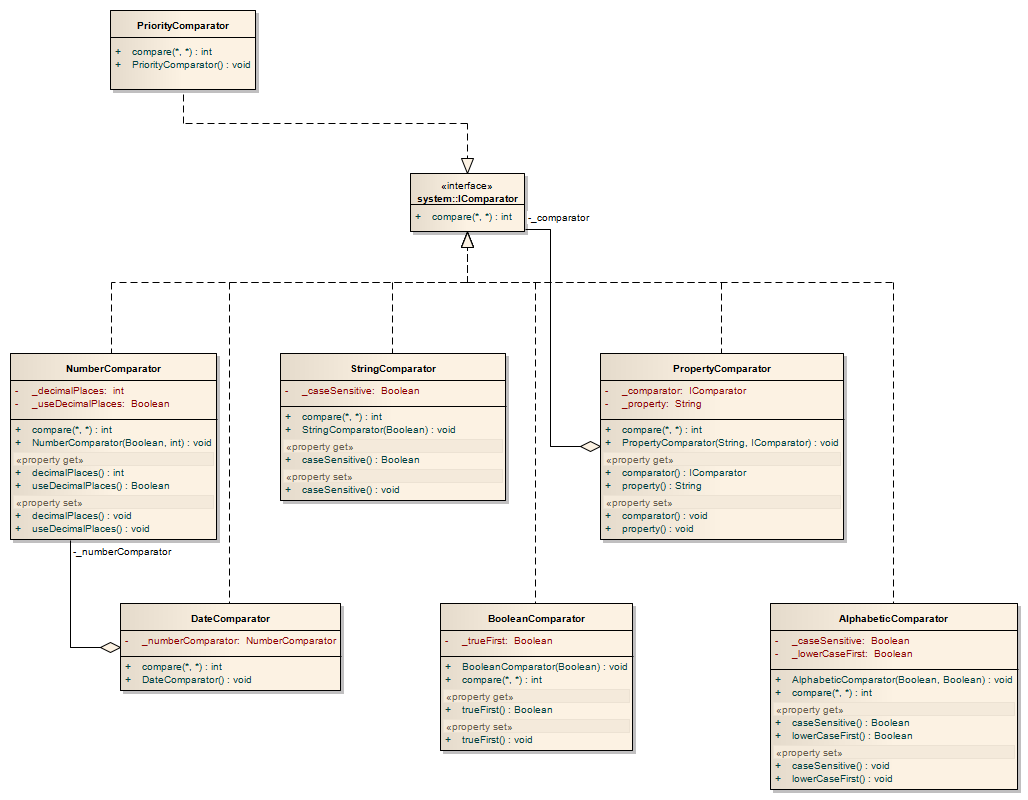 PriorityComparator
+ compare(*, *) : int
+ PriorityComparator() : void
«interface»
system::IComparator
+ compare(*, *) : int
-_comparator
NumberComparator
- _decimalPlaces: int
- _useDecimalPlaces: Boolean
+ compare(*, *) : int
+ NumberComparator(Boolean, int) : void
«property get»
+ decimalPlaces() : int
+ useDecimalPlaces() : Boolean
«property set»
+ decimalPlaces() : void
+ useDecimalPlaces() : void
-_numberComparator
StringComparator
- _caseSensitive: Boolean
+ compare(*, *) : int
+ StringComparator(Boolean) : void
«property get»
+ caseSensitive() : Boolean
«property set»
+ caseSensitive() : void
PropertyComparator
- _comparator: IComparator
- _property: String
+ compare(*, *) : int
+ PropertyComparator(String, IComparator) : void
«property get»
+ comparator() : IComparator
+ property() : String
«property set»
+ comparator() : void
+ property() : void
DateComparator
- _numberComparator: NumberComparator
+ compare(*, *) : int
+ DateComparator() : void
BooleanComparator
- _trueFirst: Boolean
+ BooleanComparator(Boolean) : void
+ compare(*, *) : int
«property get»
+ trueFirst() : Boolean
«property set»
+ trueFirst() : void
AlphabeticComparator
- _caseSensitive: Boolean
- _lowerCaseFirst: Boolean
+ AlphabeticComparator(Boolean, Boolean) : void
+ compare(*, *) : int
«property get»
+ caseSensitive() : Boolean
+ lowerCaseFirst() : Boolean
«property set»
+ caseSensitive() : void
+ lowerCaseFirst() : void